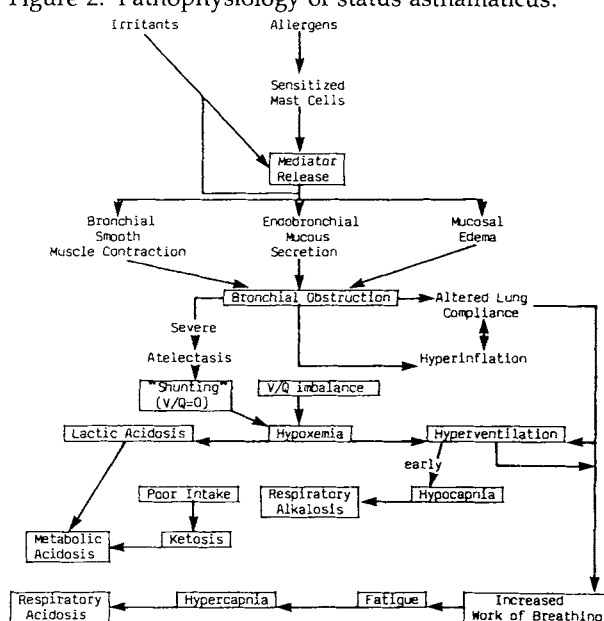 Figure 2. Pathophysiology of status asthamaticus.
Irritants
Allergens
Sensitized
Mast Cells
Mediator
Release
Bronchial
Smooth
Muscle Contraction
Endobronchial
Mucous
Secretion
Mucosal
Edema
Bronchial Obstruction
Altered Lung
Compliance
Severe
Atelectasis
Hyperinflation
"Shunting"
(V/Q=0)
V/Q imbalance
Lactic Acidosis
Hypoxemia
Hyperventilation
early
Poor Intake
Respiratory
Alkalosis
Hypocapnia
Metabolic
Acidosis
Ketosis
Respiratory
Acidosis
Hypercapnia
Fatigue
Increased
Work of Breathing